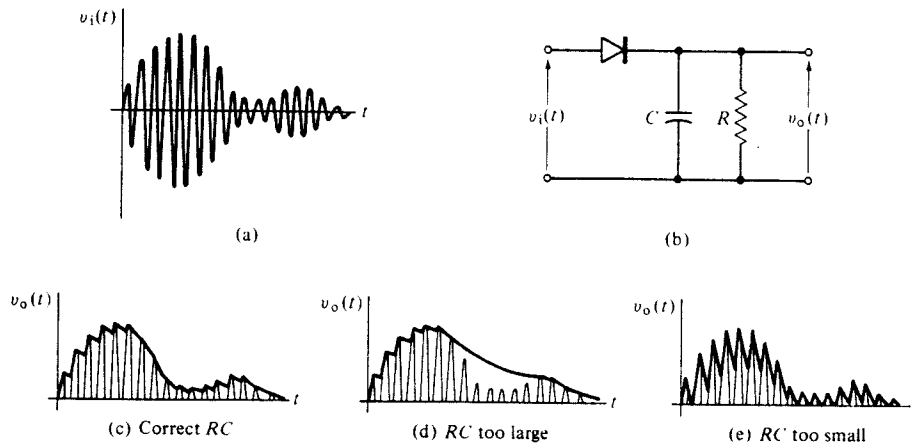 v_i(t)
t
(a)
v_i(t)
C
R
v_o(t)
(b)
v_o(t)
t
(c) Correct RC
v_o(t)
t
(d) RC too large
v_o(t)
t
(e) RC too small